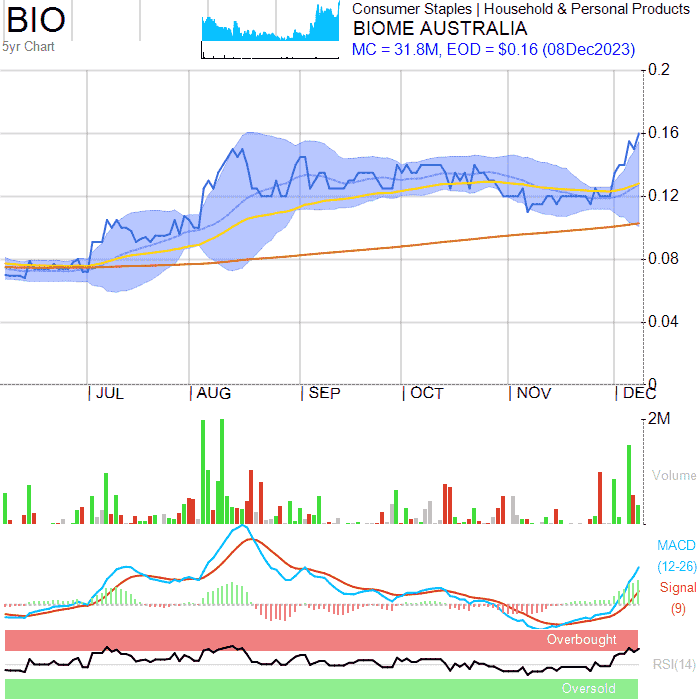 BIO
5yr Chart
Consumer Staples | Household & Personal Products
BIOME AUSTRALIA
MC = 31.8M, EOD = $0.16 (08Dec2023)
0.2
0.16
0.12
0.08
0.04
0
JUL AUG SEP OCT NOV DEC
2M
Volume
MACD
(12-26)
Signal
(9)
Overbought
RSI(14)
Oversold